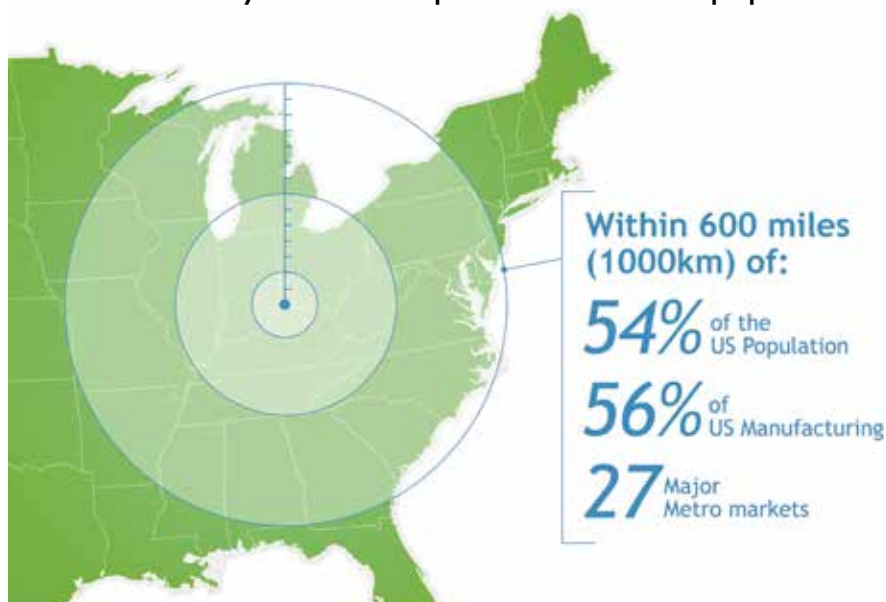 Within 600 miles
(1000km) of:
54% of the
US Population
56% of
US Manufacturing
27 Major
Metro markets